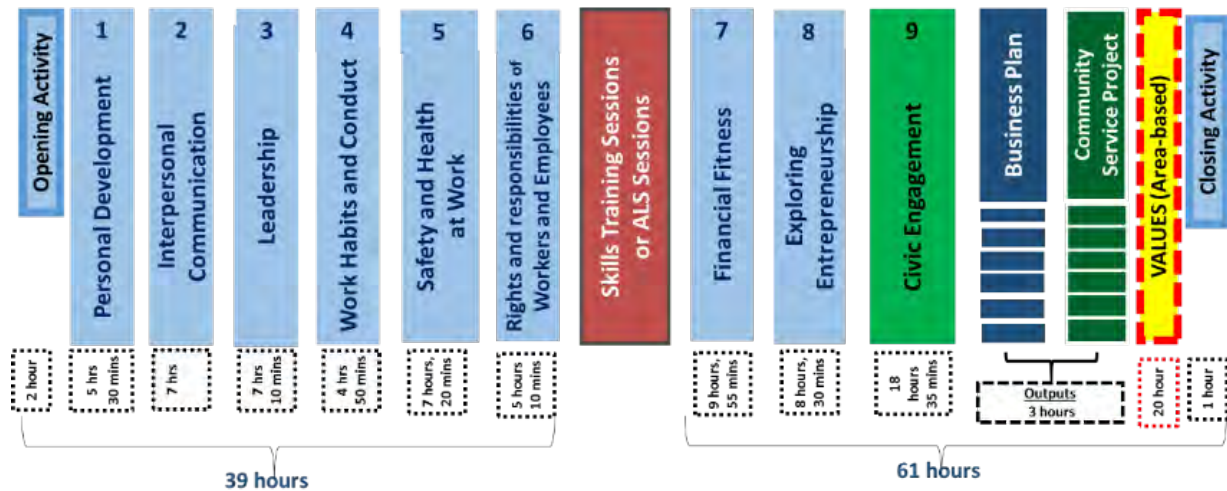 Opening Activity
1
Personal Development
2
Interpersonal
Communication
3
Leadership
4
Work Habits and Conduct
5
Safety and Health
at Work
6
Rights and responsibilities of
Workers and Employees
Skills Training Sessions
or ALS Sessions
7
Financial Fitness
8
Exploring
Entrepreneurship
9
Civic Engagement
Business Plan
Community
Service Project
VALUES (Area-based)
Closing Activity
2 hour
5 hrs
30 mins
7 hrs
7 hrs
10 mins
4 hrs
50 mins
7 hours,
20 mins
5 hours
10 mins
9 hours,
55 mins
8 hours,
30 mins
18
hours
35 mins
Outputs
3 hours
20 hour
1 hour
39 hours
61 hours